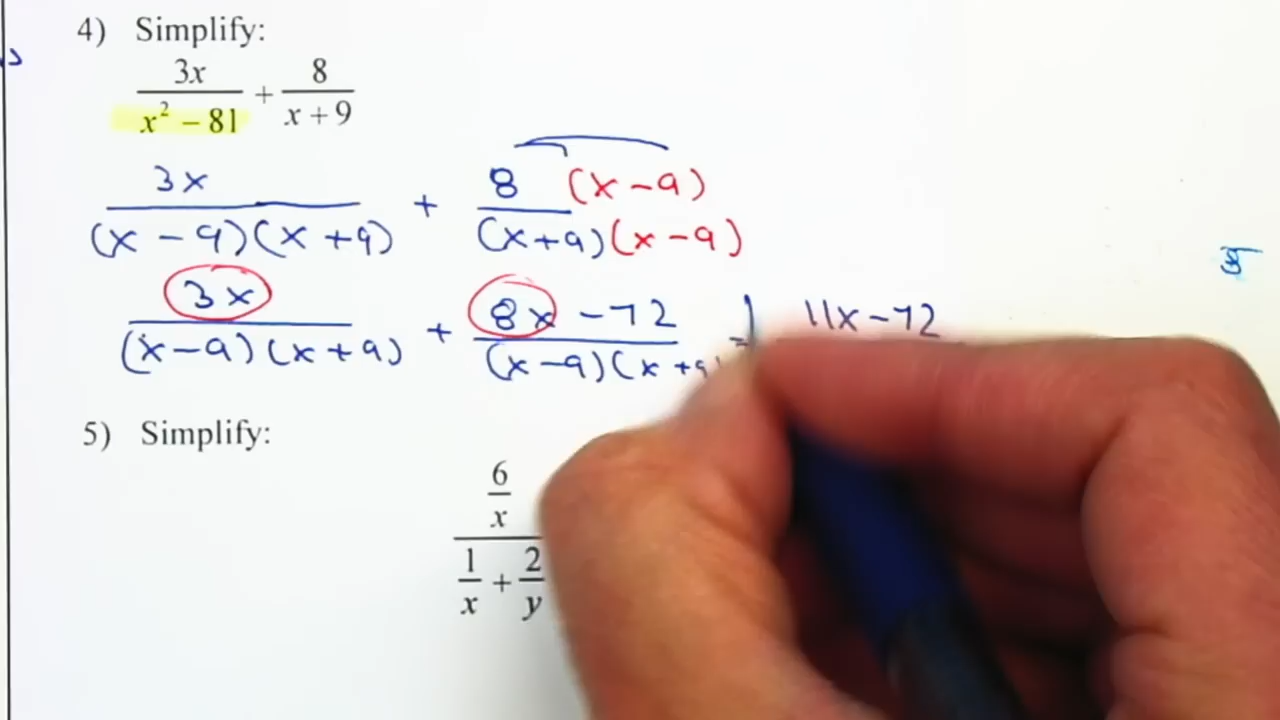 4) Simplify:
3x / (x² − 81) + 8 / (x + 9)
3x / (x − 9)(x + 9) + 8 (x − 9) / (x + 9)(x − 9)
3x / (x − 9)(x + 9) + 8x − 72 / (x − 9)(x + 9 = 11x − 72
5) Simplify:
6/x
1/x + 2/y